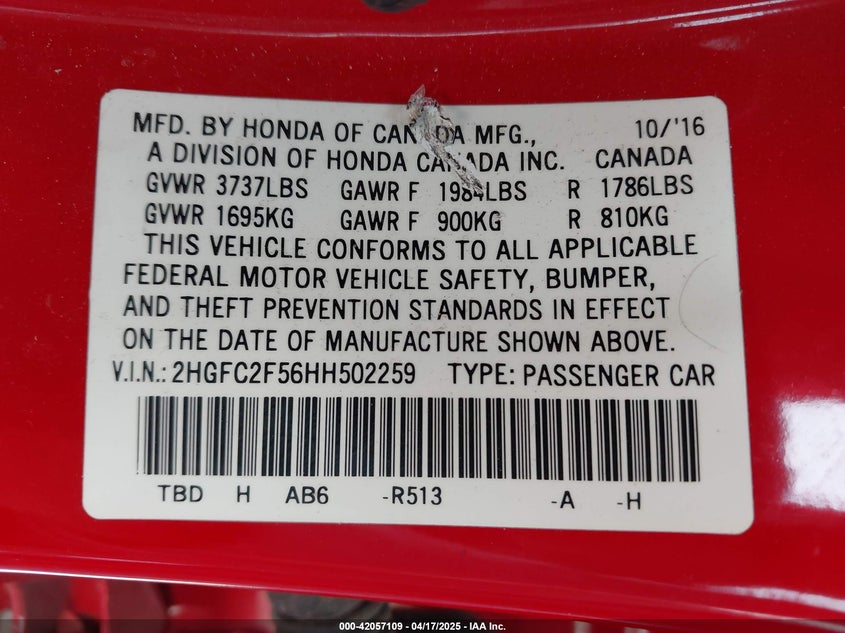 MFD. BY HONDA OF CANADA MFG., 10/'16
A DIVISION OF HONDA CANADA INC. CANADA
GVWR 3737LBS GAWR F 1984LBS R 1786LBS
GVWR 1695KG GAWR F 900KG R 810KG
THIS VEHICLE CONFORMS TO ALL APPLICABLE
FEDERAL MOTOR VEHICLE SAFETY, BUMPER,
AND THEFT PREVENTION STANDARDS IN EFFECT
ON THE DATE OF MANUFACTURE SHOWN ABOVE.
V.I.N.: 2HGFC2F56HH502259 TYPE: PASSENGER CAR
TBD H AB6 -R513 -A -H
000-42057109 | 04/17/2025 | IAA Inc.